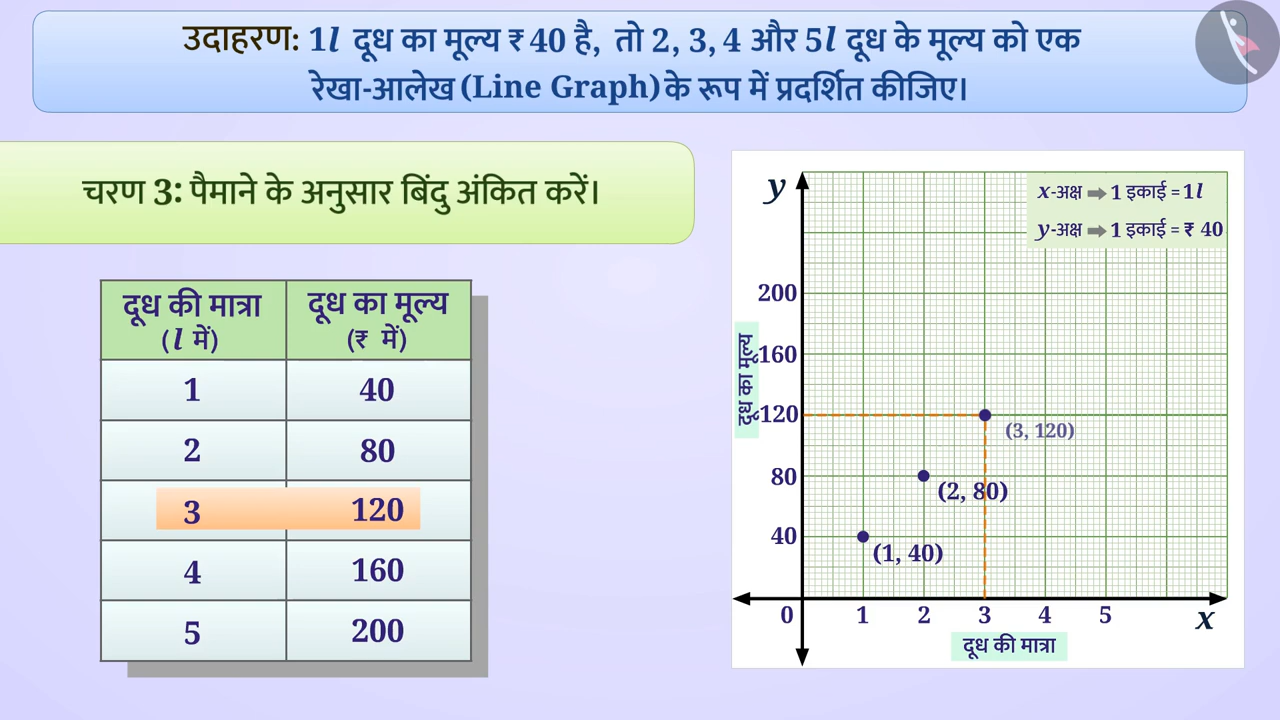 उदाहरण: 1l दूध का मूल्य ₹ 40 है, तो 2, 3, 4 और 5l दूध के मूल्य को एक
रेखा-आलेख (Line Graph) के रूप में प्रदर्शित कीजिए।
चरण 3: पैमाने के अनुसार बिंदु अंकित करें।
दूध की मात्रा (l में) दूध का मूल्य (₹ में)
1 40
2 80
3 120
4 160
5 200
y
x-अक्ष ➡ 1 इकाई = 1l
y-अक्ष ➡ 1 इकाई = ₹ 40
दूध का मूल्य
200
160
120
80
40
(3, 120)
(2, 80)
(1, 40)
0 1 2 3 4 5 x
दूध की मात्रा